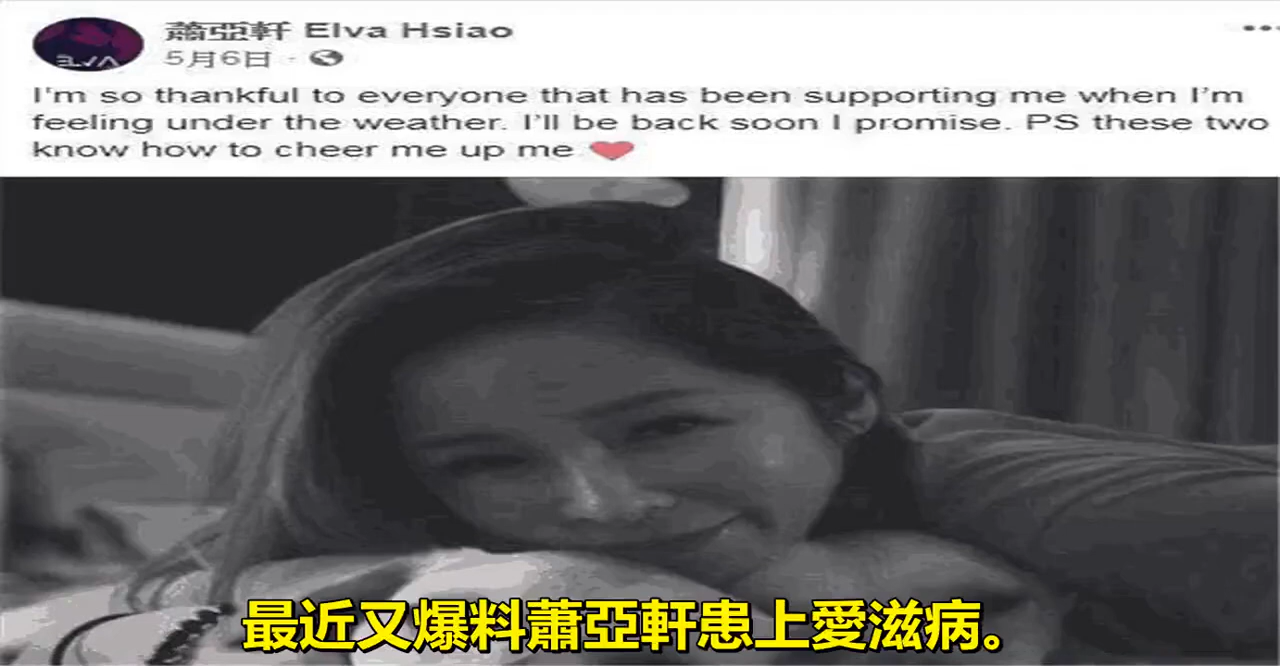 蕭亞軒 Elva Hsiao
5月6日 ·
ELVA
I'm so thankful to everyone that has been supporting me when I'm
feeling under the weather. I'll be back soon I promise. PS these two
know how to cheer me up me ❤️
最近又爆料蕭亞軒患上愛滋病。